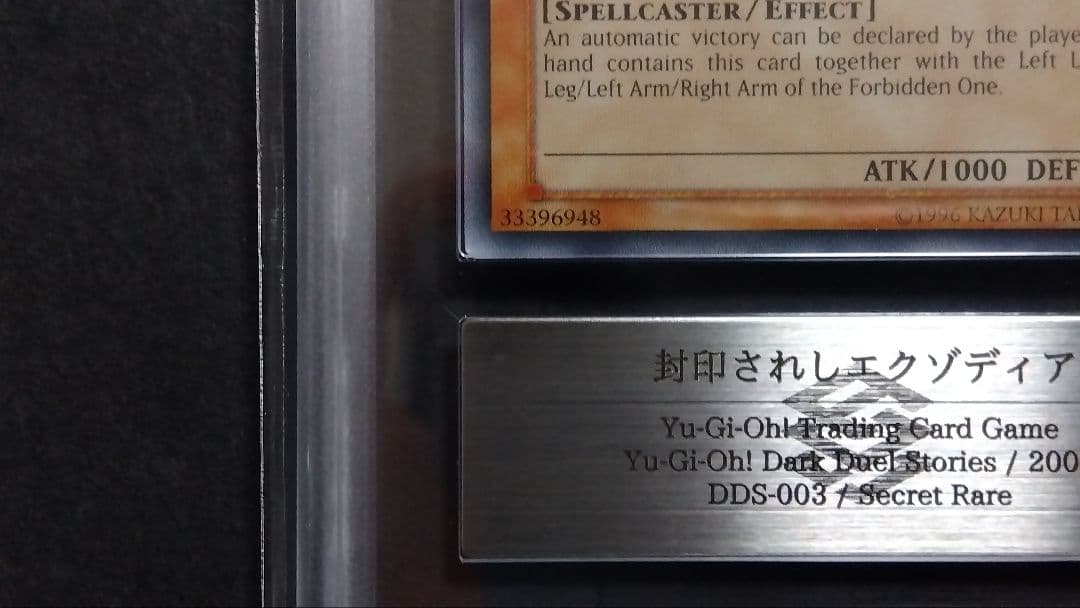 [SPELLCASTER/EFFECT]
An automatic victory can be declared by the playe
hand contains this card together with the Left L
Leg/Left Arm/Right Arm of the Forbidden One.
ATK/1000 DEF
33396948
©1996 KAZUKI TA
封印されしエクゾディア
Yu-Gi-Oh! Trading Card Game
Yu-Gi-Oh! Dark Duel Stories / 200
DDS-003 / Secret Rare